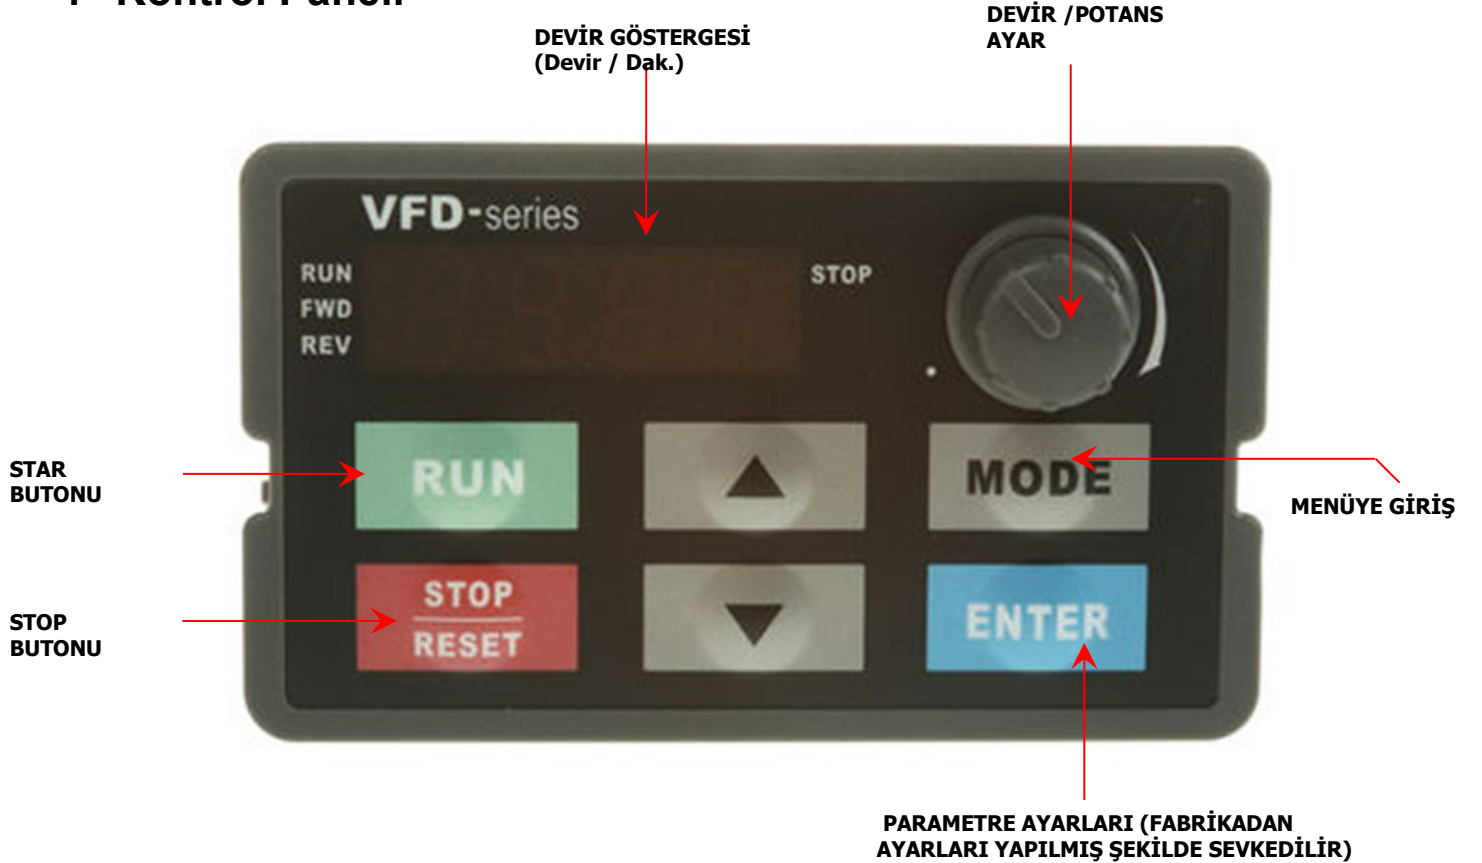 DEVİR /POTANS
AYAR
DEVİR GÖSTERGESİ
(Devir / Dak.)
VFD-series
RUN
STOP
FWD
REV
STAR
BUTONU
RUN
MODE
MENÜYE GİRİŞ
STOP
BUTONU
STOP
RESET
ENTER
PARAMETRE AYARLARI (FABRİKADAN
AYARLARI YAPILMIŞ ŞEKİLDE SEVKEDİLİR)